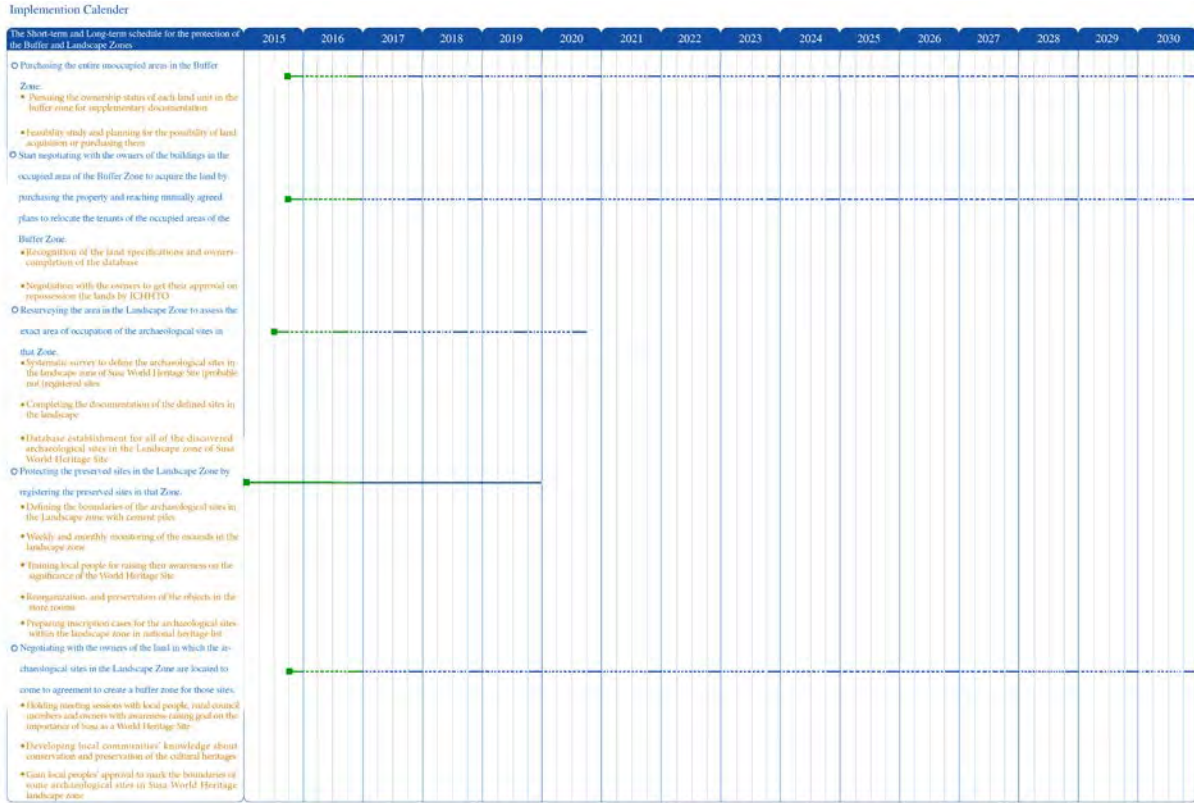 Implemention Calender
The Short-term and Long-term schedule for the protection of
the Buffer and Landscape Zones
2015 2016 2017 2018 2019 2020 2021 2022 2023 2024 2025 2026 2027 2028 2029 2030
Purchasing the entire unoccupied areas in the Buffer
Zone.
• Pursuing the ownership status of each land unit in the
buffer zone for supplementary documentation
• Feasibility study and planning for the possibility of land
acquisition or purchasing them
Start negotiating with the owners of the buildings in the
occupied area of the Buffer Zone to acquire the land by
purchasing the property and reaching mutually agreed
plans to relocate the tenants of the occupied areas of the
Buffer Zone.
• Recognition of the land specifications and owners-
completion of the database
• Negotiation with the owners to get their approval on
repossession the lands by ICHHTO
Resurveying the area in the Landscape Zone to assess the
exact area of occupation of the archaeological sites in
that Zone.
• Systematic survey to define the archaeological sites in
the landscape zone of Susa World Heritage Site (probable
not registered sites
• Completing the documentation of the defined sites in
the landscape
• Database establishment for all of the discovered
archaeological sites in the Landscape zone of Susa
World Heritage Site
Protecting the preserved sites in the Landscape Zone by
registering the preserved sites in that Zone.
• Defining the boundaries of the archaeological sites in
the Landscape zone with cement piles
• Weekly and monthly monitoring of the mounds in the
landscape zone
• Training local people for raising their awareness on the
significance of the World Heritage Site
• Reorganization, and preservation of the objects in the
store rooms
• Preparing inscription cases for the archaeological sites
within the landscape zone in national heritage list
Negotiating with the owners of the land in which the ar-
chaeological sites in the Landscape Zone are located to
come to agreement to create a buffer zone for those sites.
• Holding meeting sessions with local people, rural council
members and owners with awareness raising goal on the
importance of Susa as a World Heritage Site
• Developing local communities' knowledge about
conservation and preservation of the cultural heritages
• Gain local peoples' approval to mark the boundaries of
some archaeological sites in Susa World Heritage
landscape zone